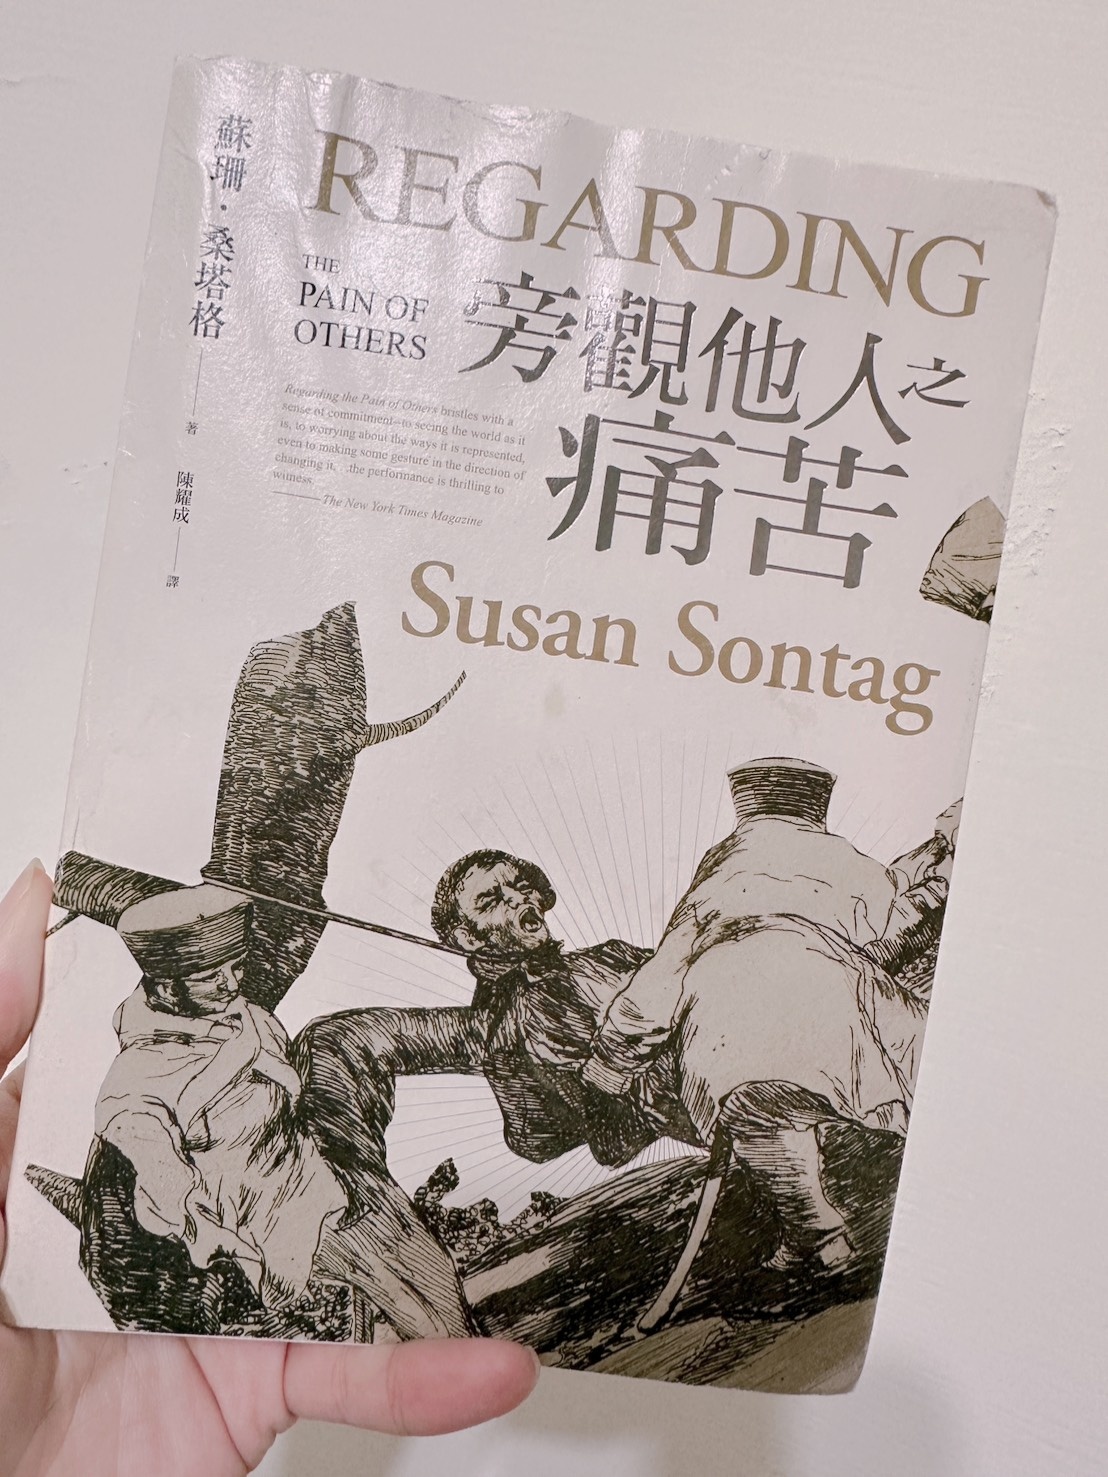 REGARDING
THE
PAIN OF
OTHERS
旁觀他人之
痛苦
Regarding the Pain of Others bristles with a
sense of commitment–to seeing the world as it
is, to worrying about the ways it is represented,
even to making some gesture in the direction of
changing it. ...the performance is thrilling to
witness.
——The New York Times Magazine
Susan Sontag
蘇珊・桑塔格——著
陳耀成——譯